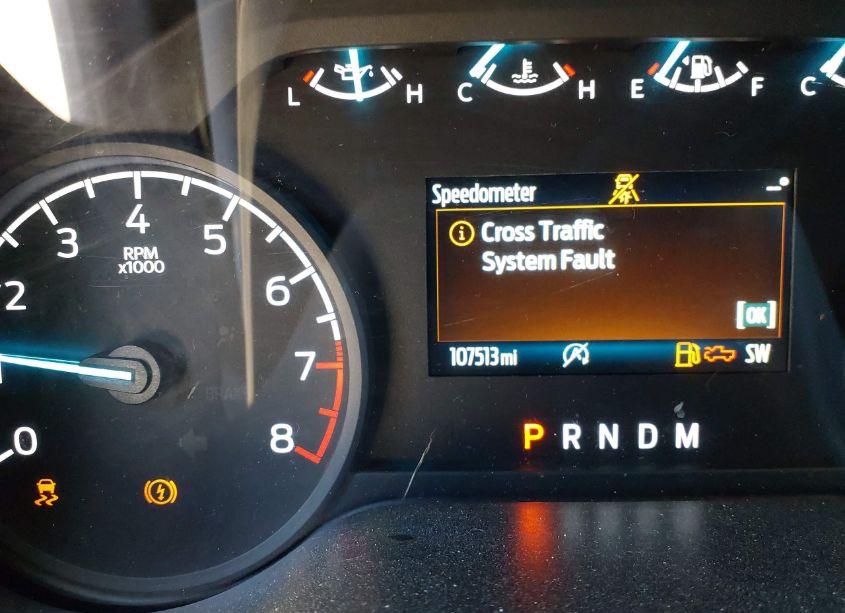 L H C H E F C
Speedometer
--°
Cross Traffic
System Fault
[OK]
107513 mi SW
P R N D M
0 2 3 4 5 6 7 8
RPM
x1000